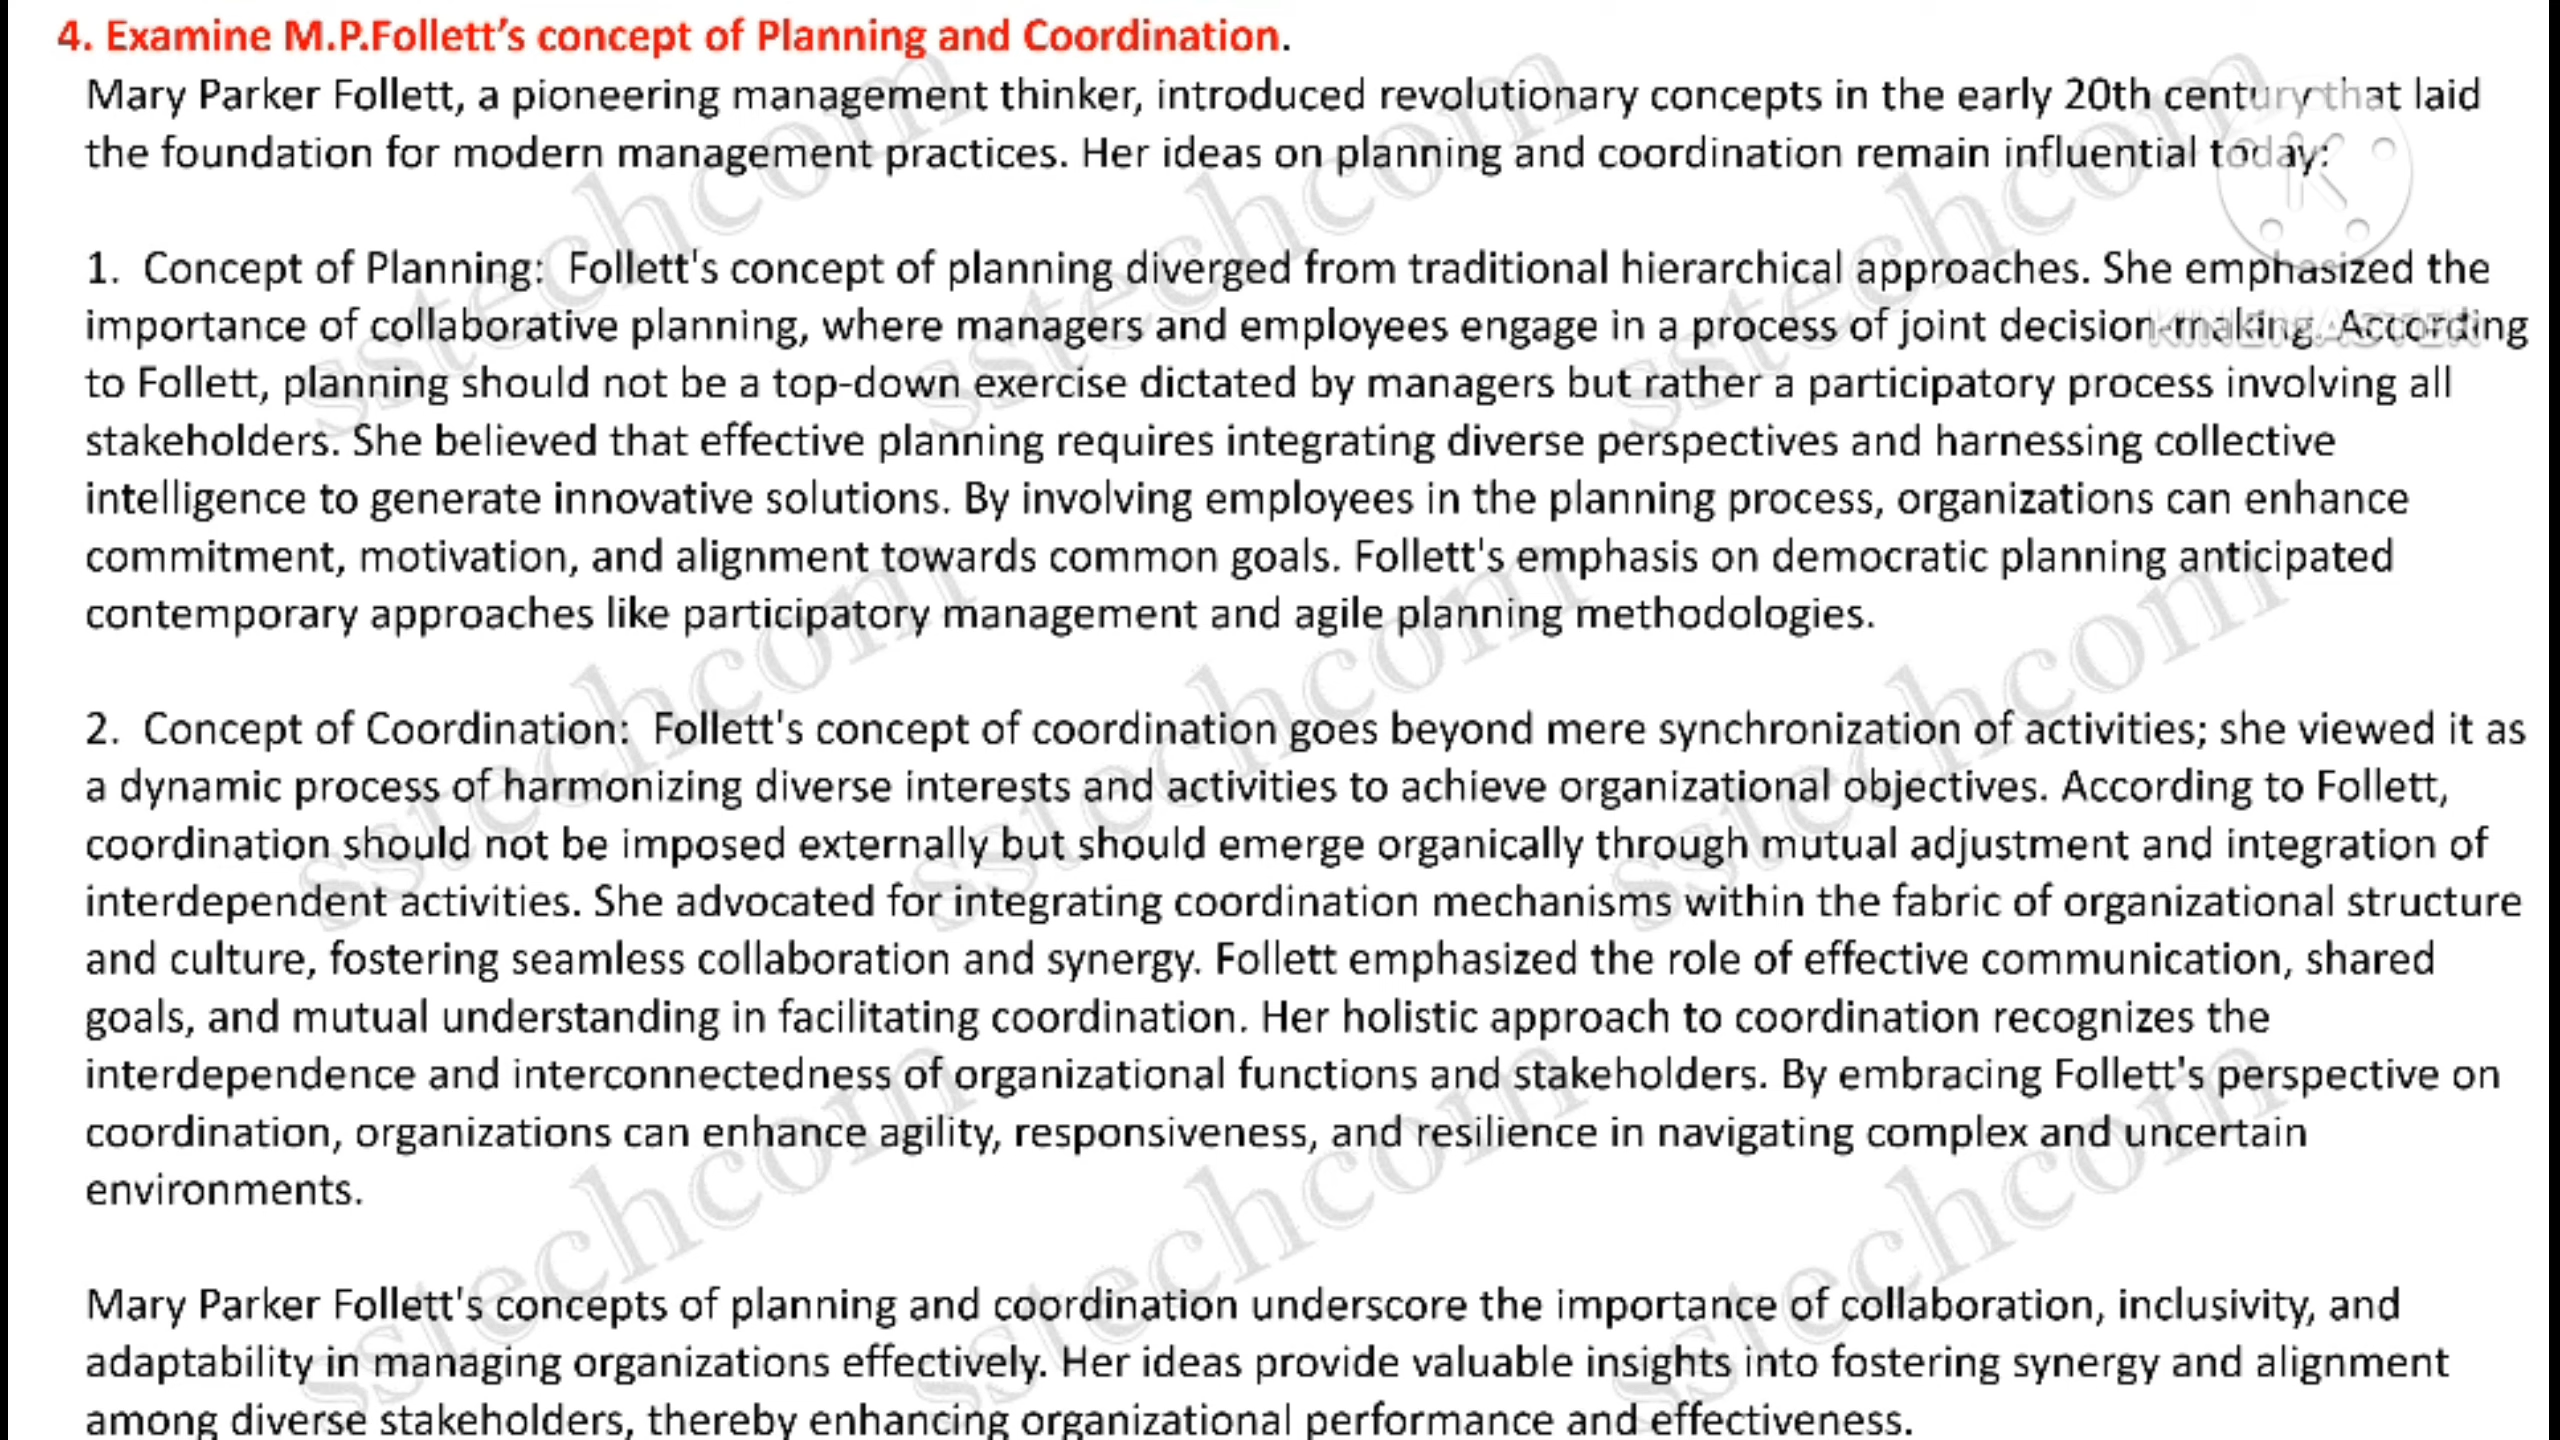 4. Examine M.P.Follett’s concept of Planning and Coordination.
Mary Parker Follett, a pioneering management thinker, introduced revolutionary concepts in the early 20th century that laid
the foundation for modern management practices. Her ideas on planning and coordination remain influential today:
K
1. Concept of Planning: Follett's concept of planning diverged from traditional hierarchical approaches. She emphasized the
importance of collaborative planning, where managers and employees engage in a process of joint decision-making. According
KINEMASTER
to Follett, planning should not be a top-down exercise dictated by managers but rather a participatory process involving all
stakeholders. She believed that effective planning requires integrating diverse perspectives and harnessing collective
intelligence to generate innovative solutions. By involving employees in the planning process, organizations can enhance
commitment, motivation, and alignment towards common goals. Follett's emphasis on democratic planning anticipated
contemporary approaches like participatory management and agile planning methodologies.
2. Concept of Coordination: Follett's concept of coordination goes beyond mere synchronization of activities; she viewed it as
a dynamic process of harmonizing diverse interests and activities to achieve organizational objectives. According to Follett,
coordination should not be imposed externally but should emerge organically through mutual adjustment and integration of
interdependent activities. She advocated for integrating coordination mechanisms within the fabric of organizational structure
and culture, fostering seamless collaboration and synergy. Follett emphasized the role of effective communication, shared
goals, and mutual understanding in facilitating coordination. Her holistic approach to coordination recognizes the
interdependence and interconnectedness of organizational functions and stakeholders. By embracing Follett's perspective on
coordination, organizations can enhance agility, responsiveness, and resilience in navigating complex and uncertain
environments.
Mary Parker Follett's concepts of planning and coordination underscore the importance of collaboration, inclusivity, and
adaptability in managing organizations effectively. Her ideas provide valuable insights into fostering synergy and alignment
among diverse stakeholders, thereby enhancing organizational performance and effectiveness.
sstechcom
sstechcom
sstechcom
sstechcom
sstechcom
sstechcom
sstechcom
sstechcom
sstechcom